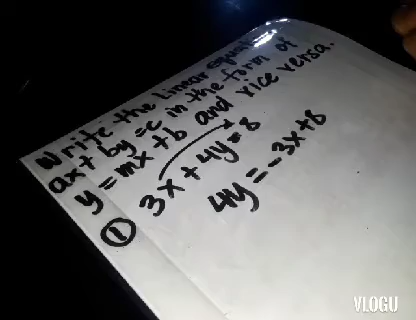 Write the linear equation
ax + by = c in the form of
y = mx + b and vice versa.
① 3x + 4y = 8
4y = -3x + 8
VLOGU